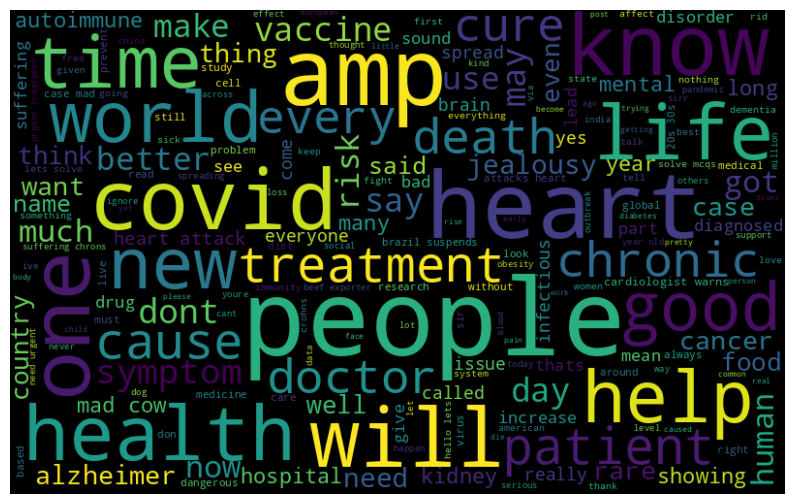 autoimmune
make
vaccine
effect
european
first
sound
cure
post
affect
rid
disorder
time
thing
free
china
prevent
given
urgent treatment
study
cell
across
case mad
going
still
suffering
amp
thought
little
spread
kind
use
may
evene
brain
know
state
nothing
via
mental
lead
long
become
trying
pandemic
ago
india
dementia
world
every
everything
death
yes
life
20s 30s
sirr
getting
best
million
talk
sick
problem
better
think
lets solve
read
spreading
see
come
keep
risk
said
jealousy
year
solve mcqs
medical
tell
others
want
name
something
ignore
yet
loss
fight
bad
say
attacks heart
got
global
diabetes
outbreak
covid
heart
many
case
diagnosed
much
suffering chrons
heart attack
everyone
diet
social
rise
early
part
year old
pretty
support
ive
live
body
new
treatment
brazil suspends
look
obesity
without
chronic
cardiologist warns
love
person
women
work
one
immunity
beef exporter
research
infectious
drug
please
youre
cant
dont
people
good
country
must
never
child
crohns
data
face
lot
sir
blood
pain
cancer
mean
always
food
need urgent
cause
doctor
issue
thats
today
way
around
symptom
system
day
common
real
dog
medicine
care
called
let
hello lets
mad cow
well
give
virus
increase
american
level
caused
help
human
health
will
happen
die
patient
right
don
based
now
need
kidney
really
rare
showing
alzheimer
dangerous
hospital
serious
thank